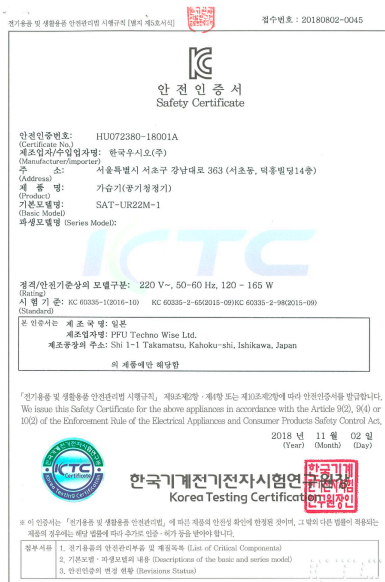 전기용품 및 생활용품 안전관리법 시행규칙 [별지 제5호서식]
접수번호 : 20180802-0045
안전인증서
Safety Certificate
안전인증번호: HU072380-18001A
(Certificate No.)
제조업자/수입업자명: 한국우시오(주)
(Manufacturer/importer)
주 소: 서울특별시 서초구 강남대로 363 (서초동, 덕흥빌딩14층)
(Address)
제 품 명: 가습기(공기청정기)
(Product)
기본모델명: SAT-UR22M-1
(Basic Model)
파생모델명 (Series Model):
ICTC
정격/안전기준상의 모델구분: 220 V~, 50-60 Hz, 120 - 165 W
(Rating)
시 험 기 준: KC 60335-1(2016-10) KC 60335-2-65(2015-09)KC 60335-2-98(2015-09)
(Standard)
본 인증서는 제 조 국 명: 일본
제조업자명: PFU Techno Wise Ltd.
제조공장의 주소: Shi 1-1 Takamatsu, Kahoku-shi, Ishikawa, Japan
의 제품에만 해당함
「전기용품 및 생활용품 안전관리법 시행규칙」 제9조제2항ㆍ제4항 또는 제10조제2항에 따라 안전인증서를 발급합니다.
We issue this Safety Certificate for the above appliances in accordance with the Article 9(2), 9(4) or
10(2) of the Enforcement Rule of the Electrical Appliances and Consumer Products Safety Control Act.
2018 년 11 월 02 일
(Year) (Month) (Day)
한국기계전기전자시험연구원장
Korea Testing Certification
※ 이 인증서는 「전기용품 및 생활용품 안전관리법」에 따른 제품의 안전성 확인에 한정된 것이며, 그 밖의 다른 법률이 적용되는
제품의 경우에는 해당 법률에 따라 추가로 인증ㆍ허가 등을 받아야 합니다.
첨부서류 1. 전기용품의 안전관리부품 및 재질목록 (List of Critical Components)
2. 기본모델ㆍ파생모델의 내용 (Descriptions of the basic and series model)
3. 안전인증의 변경 현황 (Revisions Status)